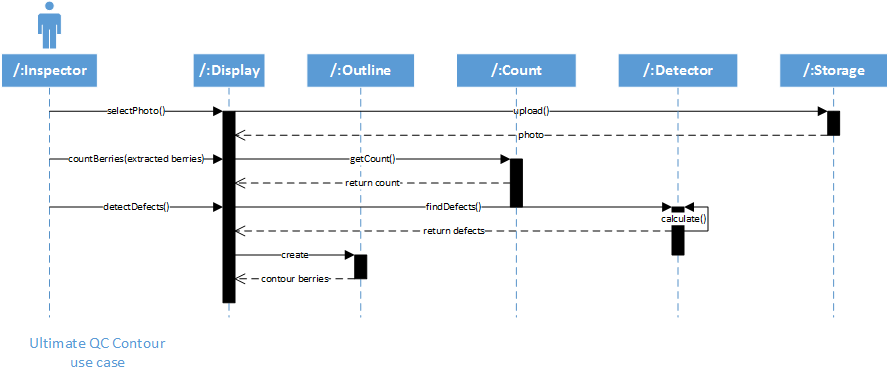 /:Inspector
/:Display
/:Outline
/:Count
/:Detector
/:Storage
selectPhoto()
upload()
photo
countBerries(extracted berries)
getCount()
return count
detectDefects()
findDefects()
calculate()
return defects
create
contour berries
Ultimate QC Contour
use case